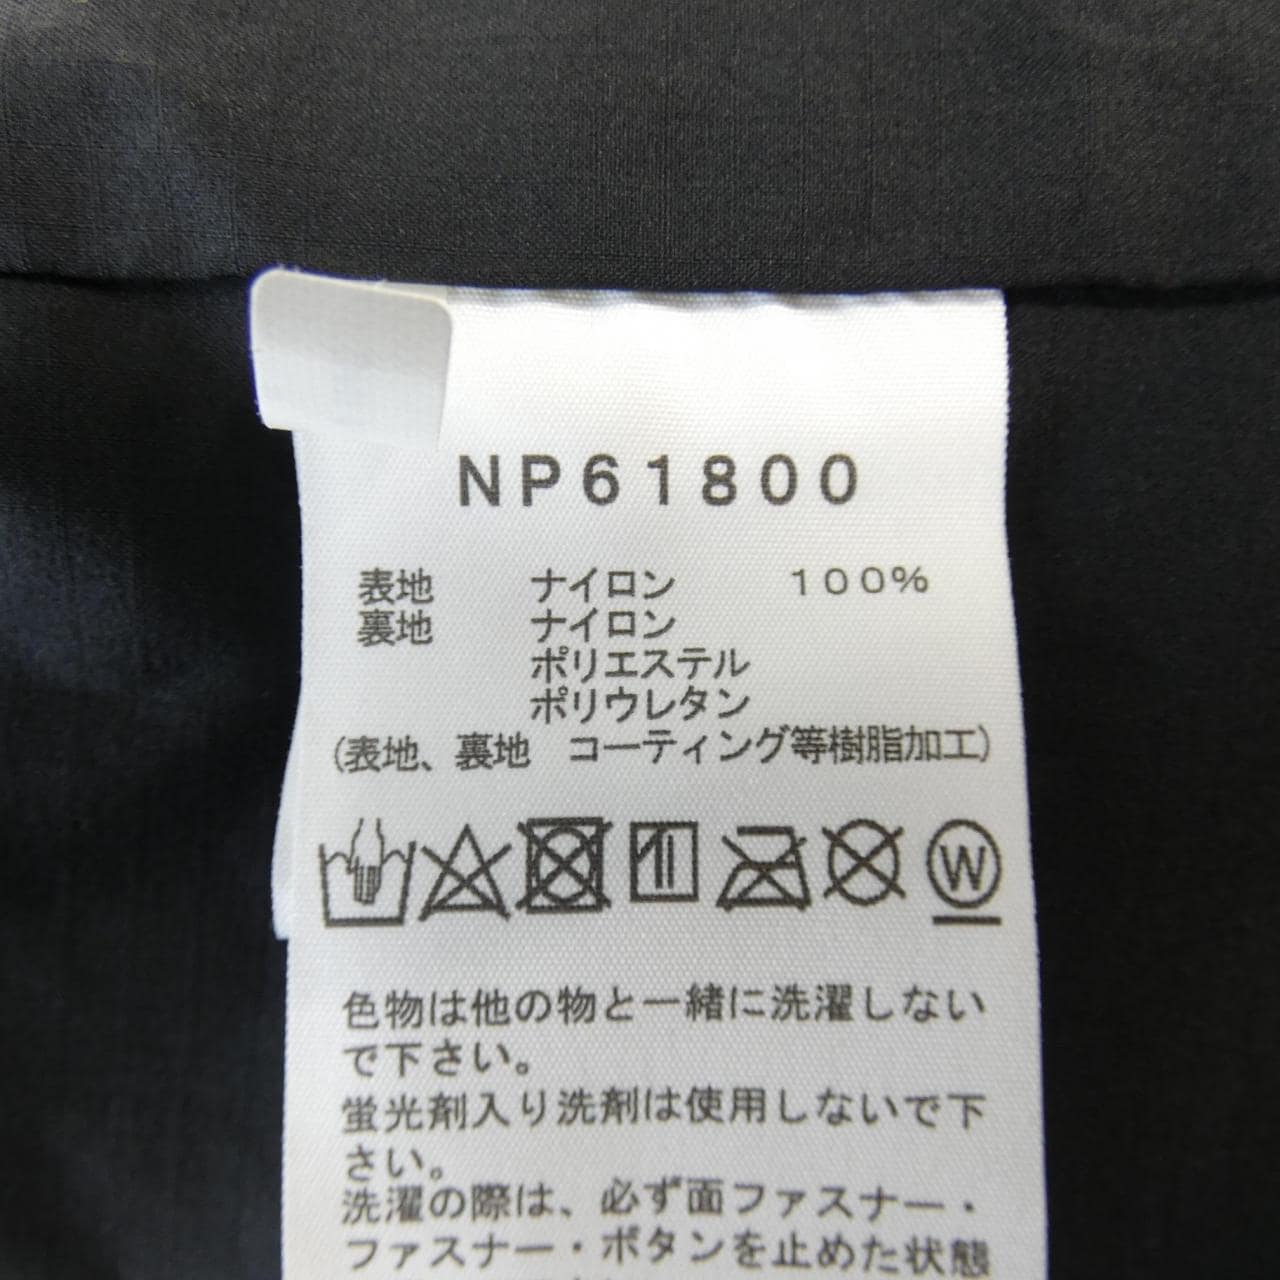 NP61800
表地 ナイロン 100%
裏地 ナイロン
ポリエステル
ポリウレタン
(表地、裏地 コーティング等樹脂加工)
W
色物は他の物と一緒に洗濯しない
で下さい。
蛍光剤入り洗剤は使用しないで下
さい。
洗濯の際は、必ず面ファスナー・
ファスナー・ボタンを止めた状態